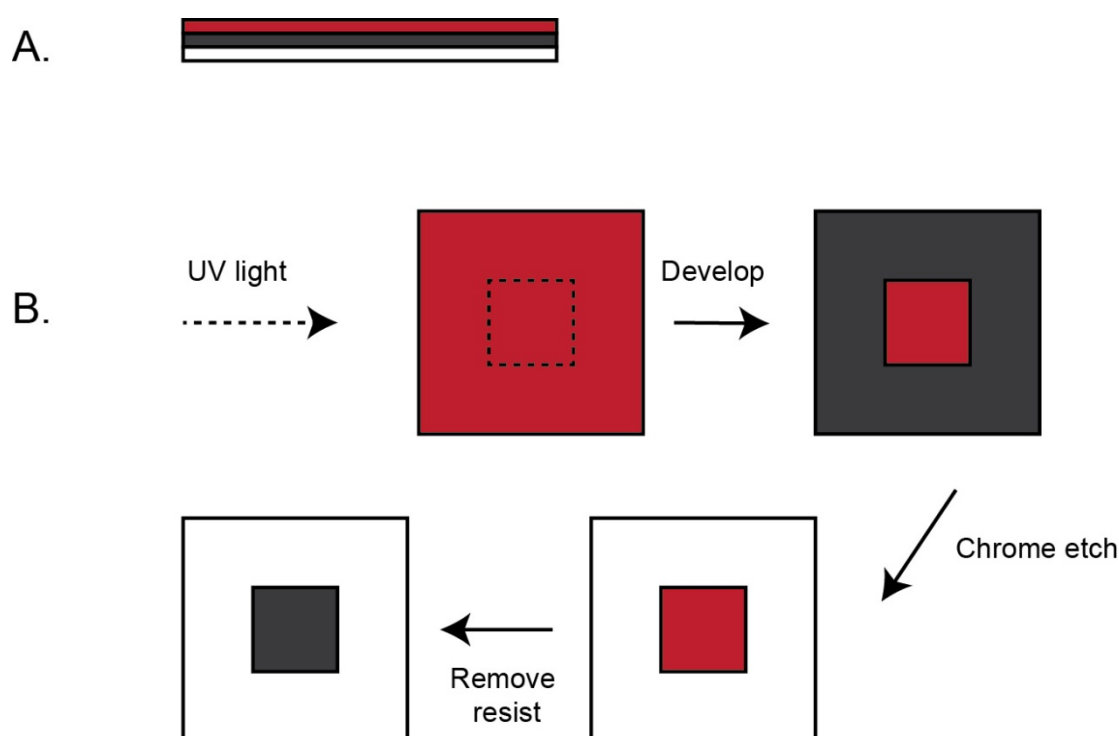 A.
UV light
Develop
B.
Chrome etch
Remove
resist